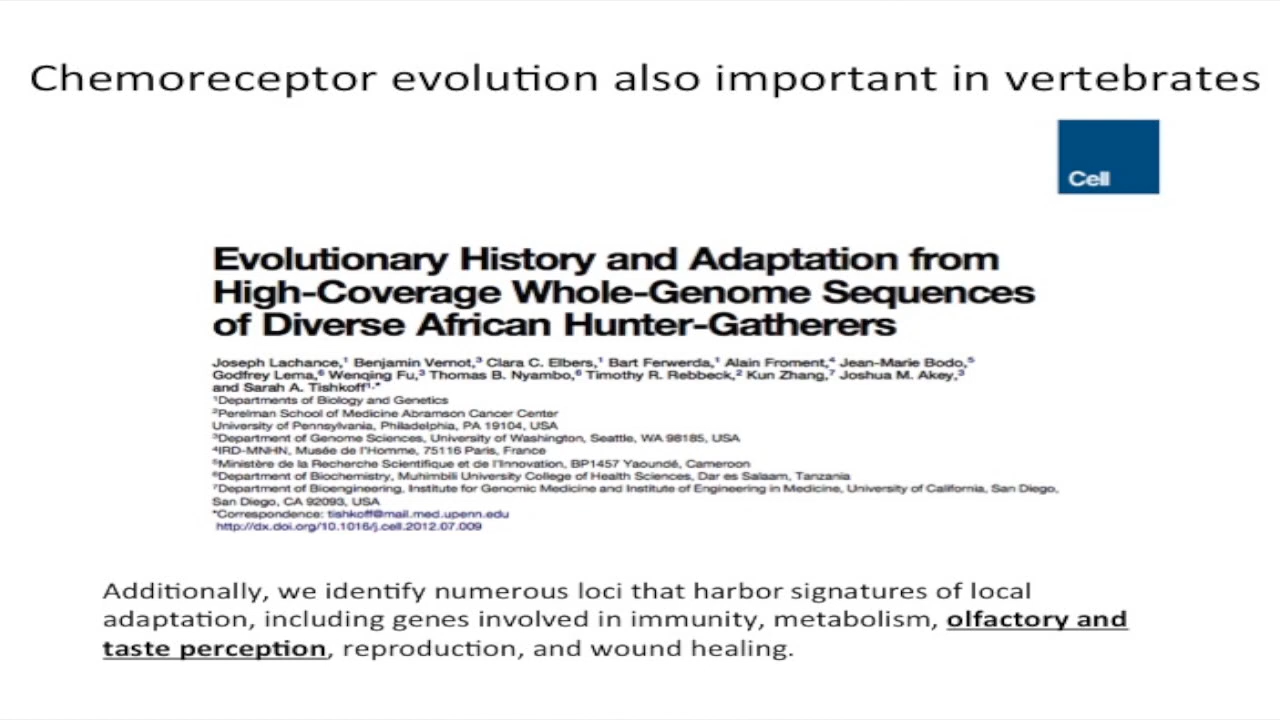 Chemoreceptor evolution also important in vertebrates
Cell
Evolutionary History and Adaptation from
High-Coverage Whole-Genome Sequences
of Diverse African Hunter-Gatherers
Joseph Lachance,¹ Benjamin Vernot,³ Clara C. Elbers,¹ Bart Ferwerda,¹ Alain Froment,⁴ Jean-Marie Bodo,⁵
Godfrey Lema,⁶ Wenqing Fu,³ Thomas B. Nyambo,⁶ Timothy R. Rebbeck,² Kun Zhang,⁷ Joshua M. Akey,³
and Sarah A. Tishkoff¹,*
¹Departments of Biology and Genetics
²Perelman School of Medicine Abramson Cancer Center
University of Pennsylvania, Philadelphia, PA 19104, USA
³Department of Genome Sciences, University of Washington, Seattle, WA 98185, USA
⁴IRD-MNHN, Musée de l'Homme, 75116 Paris, France
⁵Ministère de la Recherche Scientifique et de l'Innovation, BP1457 Yaoundé, Cameroon
⁶Department of Biochemistry, Muhimbili University College of Health Sciences, Dar es Salaam, Tanzania
⁷Department of Bioengineering, Institute for Genomic Medicine and Institute of Engineering in Medicine, University of California, San Diego,
San Diego, CA 92093, USA
*Correspondence: tishkoff@mail.med.upenn.edu
http://dx.doi.org/10.1016/j.cell.2012.07.009
Additionally, we identify numerous loci that harbor signatures of local
adaptation, including genes involved in immunity, metabolism, olfactory and
taste perception, reproduction, and wound healing.